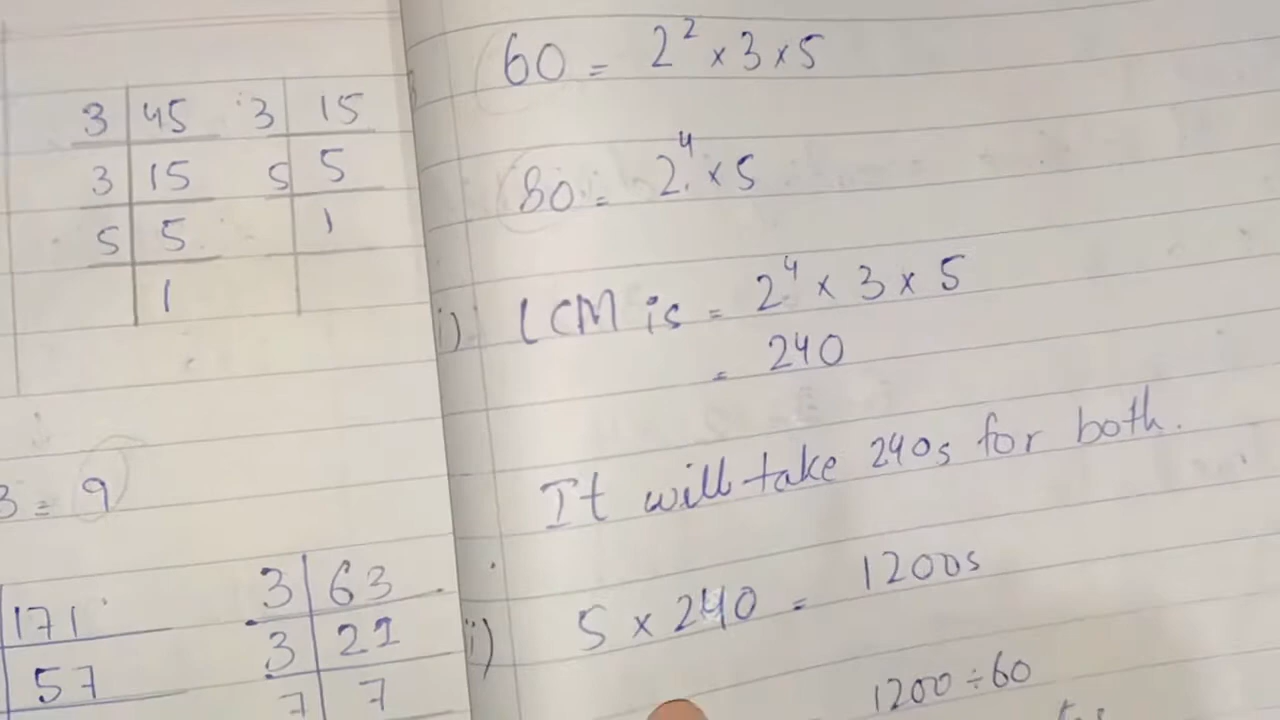 3 | 45 3 | 15
3 | 15 5 | 5
5 | 5 1
1
3 = 9
171 3 | 63
57 3 | 21
7 | 7
60 = 2² × 3 × 5
80 = 2⁴ × 5
i) LCM is = 2⁴ × 3 × 5
= 240
It will take 240s for both.
ii) 5 × 240 = 1200s
1200 ÷ 60